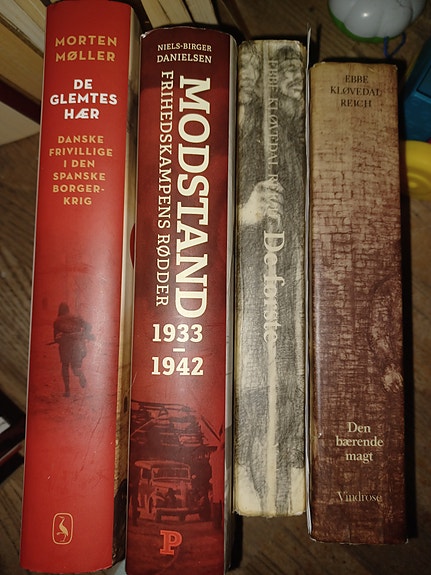 MORTEN
MØLLER
DE
GLEMTES
HÆR
DANSKE
FRIVILLIGE
I DEN
SPANSKE
BORGER-
KRIG
NIELS-BIRGER
DANIELSEN
MODSTAND
FRIHEDSKAMPENS RØDDER
1933
–
1942
P
EBBE KLØVEDAL REICH
De første
EBBE
KLØVEDAL
REICH
Den
bærende
magt
Vindrose